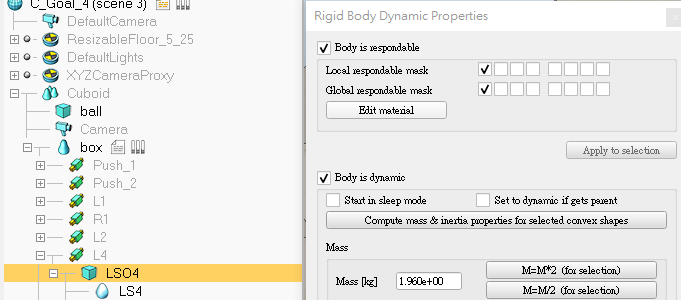 C_Goal_4 (scene 3)
DefaultCamera
ResizableFloor_5_25
DefaultLights
XYZCameraProxy
Cuboid
ball
Camera
box
Push_1
Push_2
L1
R1
L2
L4
LSO4
LS4
Rigid Body Dynamic Properties
Body is respondable
Local respondable mask
Global respondable mask
Edit material
Apply to selection
Body is dynamic
Start in sleep mode
Set to dynamic if gets parent
Compute mass & inertia properties for selected convex shapes
Mass
Mass [kg]
1.960e+00
M=M*2 (for selection)
M=M/2 (for selection)